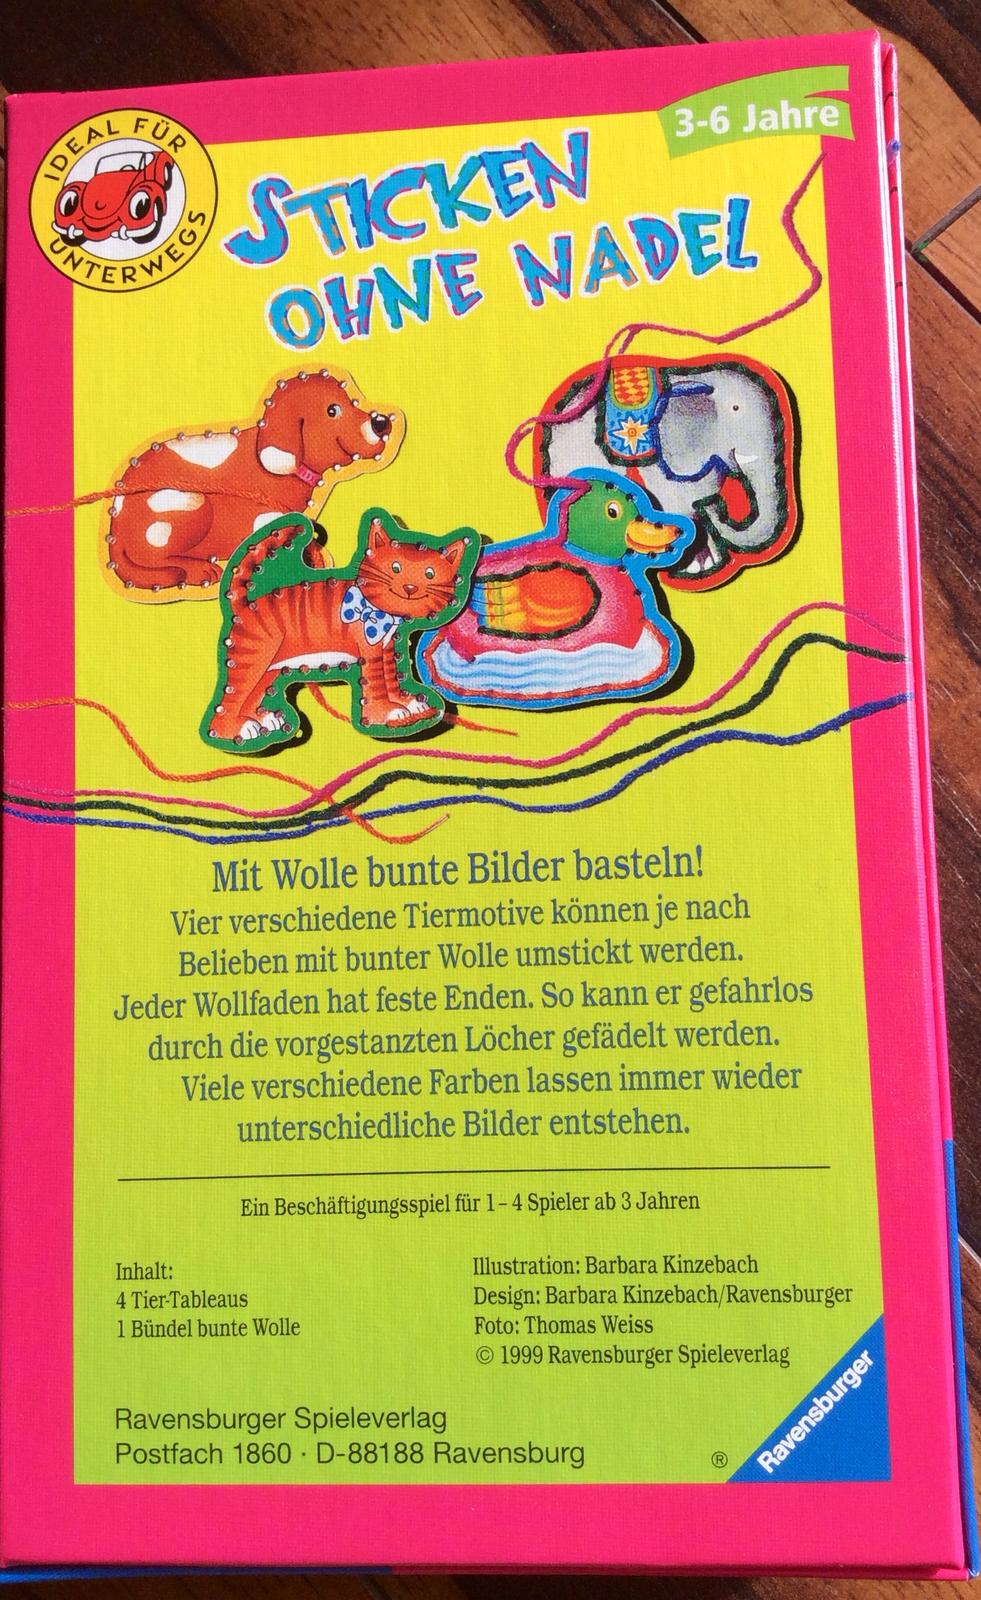 IDEAL FÜR
UNTERWEGS
3-6 Jahre
STICKEN
OHNE NADEL
Mit Wolle bunte Bilder basteln!
Vier verschiedene Tiermotive können je nach
Belieben mit bunter Wolle umstickt werden.
Jeder Wollfaden hat feste Enden. So kann er gefahrlos
durch die vorgestanzten Löcher gefädelt werden.
Viele verschiedene Farben lassen immer wieder
unterschiedliche Bilder entstehen.
Ein Beschäftigungsspiel für 1 – 4 Spieler ab 3 Jahren
Inhalt:
4 Tier-Tableaus
1 Bündel bunte Wolle
Illustration: Barbara Kinzebach
Design: Barbara Kinzebach/Ravensburger
Foto: Thomas Weiss
© 1999 Ravensburger Spieleverlag
Ravensburger Spieleverlag
Postfach 1860 · D-88188 Ravensburg
®
Ravensburger